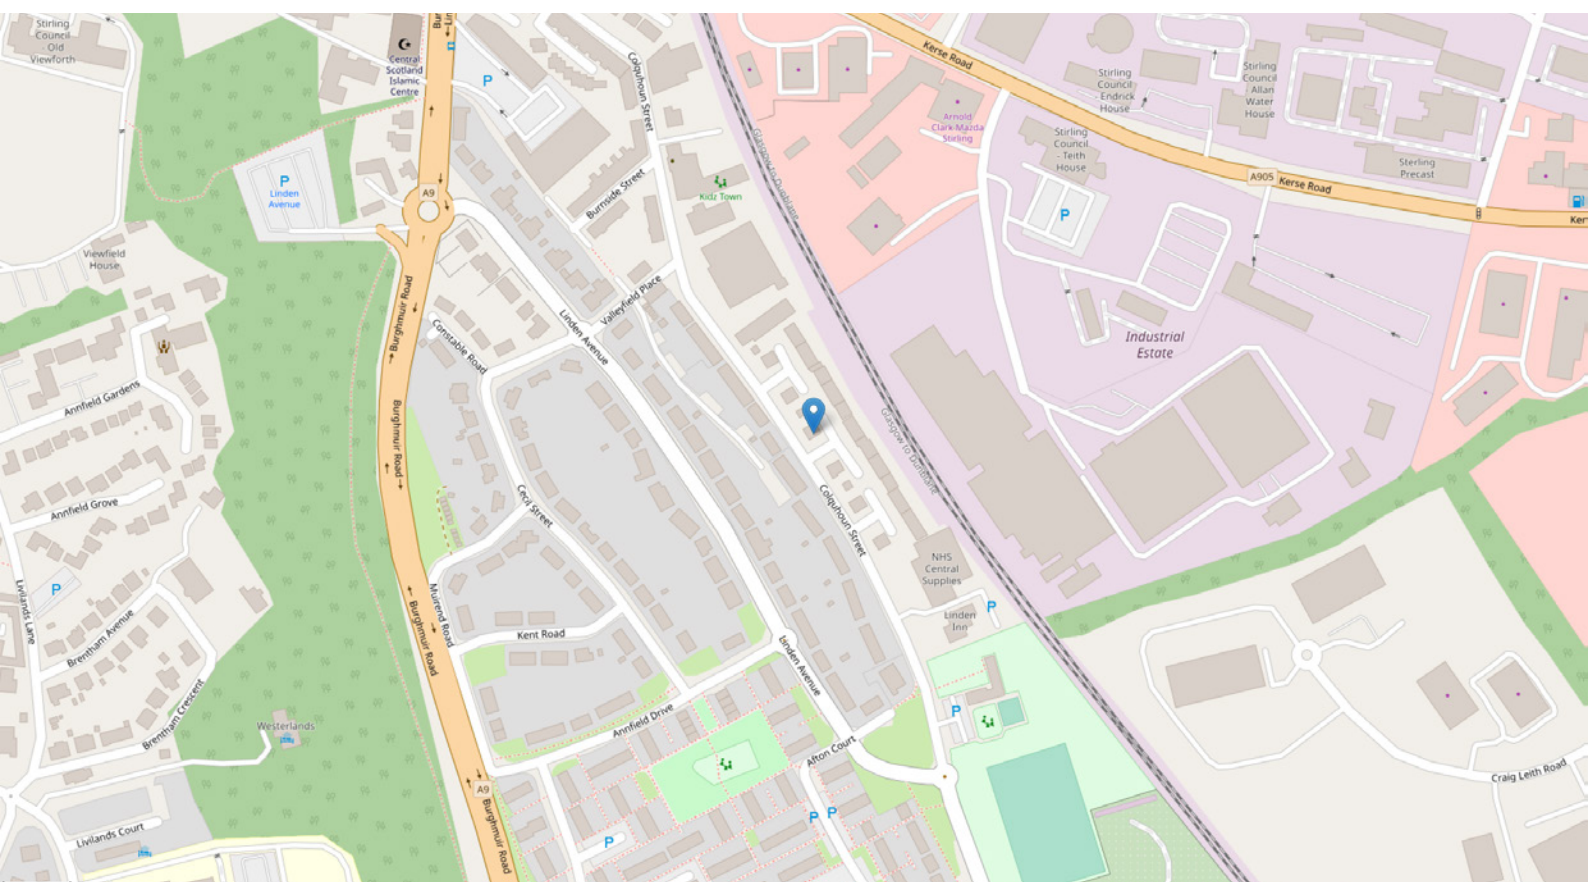 Stirling
Council
- Old
Viewforth
Central
Scotland
Islamic
Centre
P
Colquhoun Street
Kerse Road
Stirling
Council
Endrick
House
Stirling
Council
Allan
Water
House
Arnold
Clark Mazda
Stirling
Stirling
Council
- Teith
House
Sterling
Precast
A905
Kerse Road
Glasgow to Dunblane
P
Linden
Avenue
A9
Burnside Street
Kidz Town
P
Viewfield
House
Burghmuir Road
Valleyfield Place
Linden Avenue
Constable Road
Industrial
Estate
Annfield Gardens
Burghmuir Road
Glasgow to Dunblane
Annfield Grove
Cecil Street
Colquhoun Street
NHS
Central
Supplies
P
Livilands Lane
Brentham Avenue
Burghmuir Road
Muirend Road
Kent Road
Linden
Inn
P
Linden Avenue
Brentham Crescent
Westerlands
Annfield Drive
P
Afton Court
Craig Leith Road
A9
Burghmuir Road
P
P
Livilands Court
P